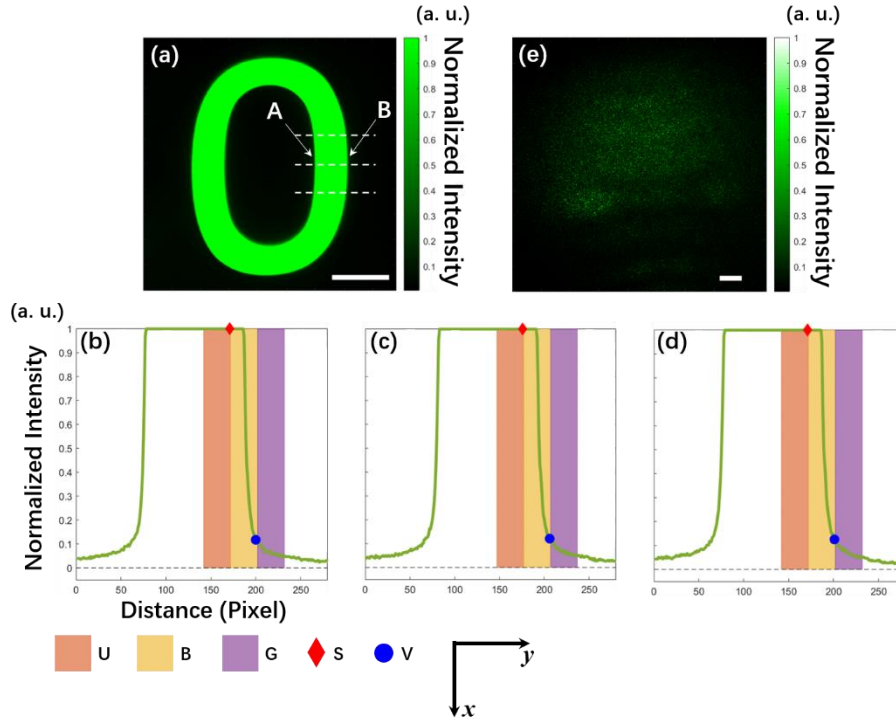 (a. u.)
(a)
A
B
1
0.9
0.8
0.7
0.6
0.5
0.4
0.3
0.2
0.1
Normalized Intensity
(a. u.)
(e)
1
0.9
0.8
0.7
0.6
0.5
0.4
0.3
0.2
0.1
Normalized Intensity
(a. u.)
Normalized Intensity
1
0.9
0.8
0.7
0.6
0.5
0.4
0.3
0.2
0.1
0
(b)
0 50 100 150 200 250
Distance (Pixel)
(c)
0 50 100 150 200 250
(d)
0 50 100 150 200 250
U B G S V
y
x